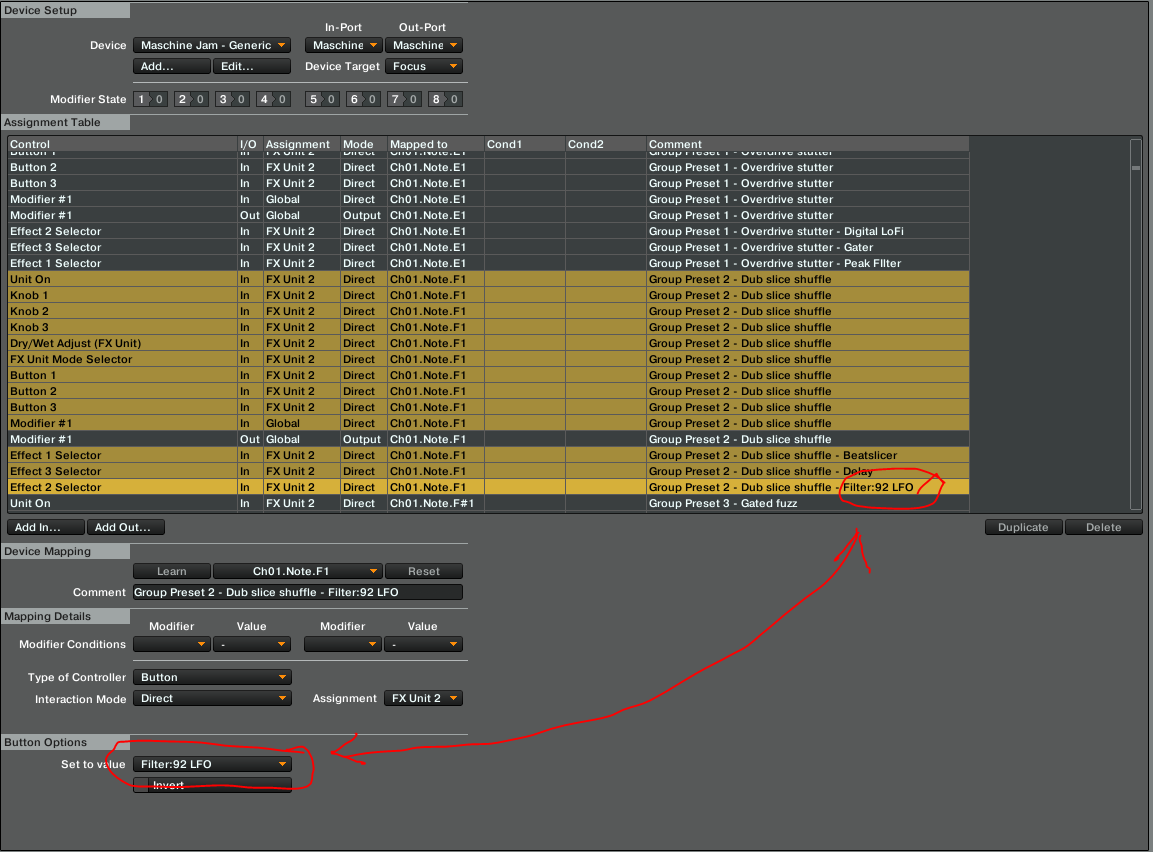 Device Setup
In-Port Out-Port
Device Maschine Jam - Generic Maschine Maschine
Add... Edit... Device Target Focus
Modifier State 1 0 2 0 3 0 4 0 5 0 6 0 7 0 8 0
Assignment Table
Control I/O Assignment Mode Mapped to Cond1 Cond2 Comment
Button 1 In FX Unit 2 Direct Ch01.Note.E1 Group Preset 1 - Overdrive stutter
Button 2 In FX Unit 2 Direct Ch01.Note.E1 Group Preset 1 - Overdrive stutter
Button 3 In FX Unit 2 Direct Ch01.Note.E1 Group Preset 1 - Overdrive stutter
Modifier #1 In Global Direct Ch01.Note.E1 Group Preset 1 - Overdrive stutter
Modifier #1 Out Global Output Ch01.Note.E1 Group Preset 1 - Overdrive stutter
Effect 2 Selector In FX Unit 2 Direct Ch01.Note.E1 Group Preset 1 - Overdrive stutter - Digital LoFi
Effect 3 Selector In FX Unit 2 Direct Ch01.Note.E1 Group Preset 1 - Overdrive stutter - Gater
Effect 1 Selector In FX Unit 2 Direct Ch01.Note.E1 Group Preset 1 - Overdrive stutter - Peak FIlter
Unit On In FX Unit 2 Direct Ch01.Note.F1 Group Preset 2 - Dub slice shuffle
Knob 1 In FX Unit 2 Direct Ch01.Note.F1 Group Preset 2 - Dub slice shuffle
Knob 2 In FX Unit 2 Direct Ch01.Note.F1 Group Preset 2 - Dub slice shuffle
Knob 3 In FX Unit 2 Direct Ch01.Note.F1 Group Preset 2 - Dub slice shuffle
Dry/Wet Adjust (FX Unit) In FX Unit 2 Direct Ch01.Note.F1 Group Preset 2 - Dub slice shuffle
FX Unit Mode Selector In FX Unit 2 Direct Ch01.Note.F1 Group Preset 2 - Dub slice shuffle
Button 1 In FX Unit 2 Direct Ch01.Note.F1 Group Preset 2 - Dub slice shuffle
Button 2 In FX Unit 2 Direct Ch01.Note.F1 Group Preset 2 - Dub slice shuffle
Button 3 In FX Unit 2 Direct Ch01.Note.F1 Group Preset 2 - Dub slice shuffle
Modifier #1 In Global Direct Ch01.Note.F1 Group Preset 2 - Dub slice shuffle
Modifier #1 Out Global Output Ch01.Note.F1 Group Preset 2 - Dub slice shuffle
Effect 1 Selector In FX Unit 2 Direct Ch01.Note.F1 Group Preset 2 - Dub slice shuffle - Beatslicer
Effect 3 Selector In FX Unit 2 Direct Ch01.Note.F1 Group Preset 2 - Dub slice shuffle - Delay
Effect 2 Selector In FX Unit 2 Direct Ch01.Note.F1 Group Preset 2 - Dub slice shuffle - Filter:92 LFO
Unit On In FX Unit 2 Direct Ch01.Note.F#1 Group Preset 3 - Gated fuzz
Add In... Add Out... Duplicate Delete
Device Mapping
Learn Ch01.Note.F1 Reset
Comment Group Preset 2 - Dub slice shuffle - Filter:92 LFO
Mapping Details
Modifier Value Modifier Value
Modifier Conditions - -
Type of Controller Button
Interaction Mode Direct Assignment FX Unit 2
Button Options
Set to value Filter:92 LFO
Invert